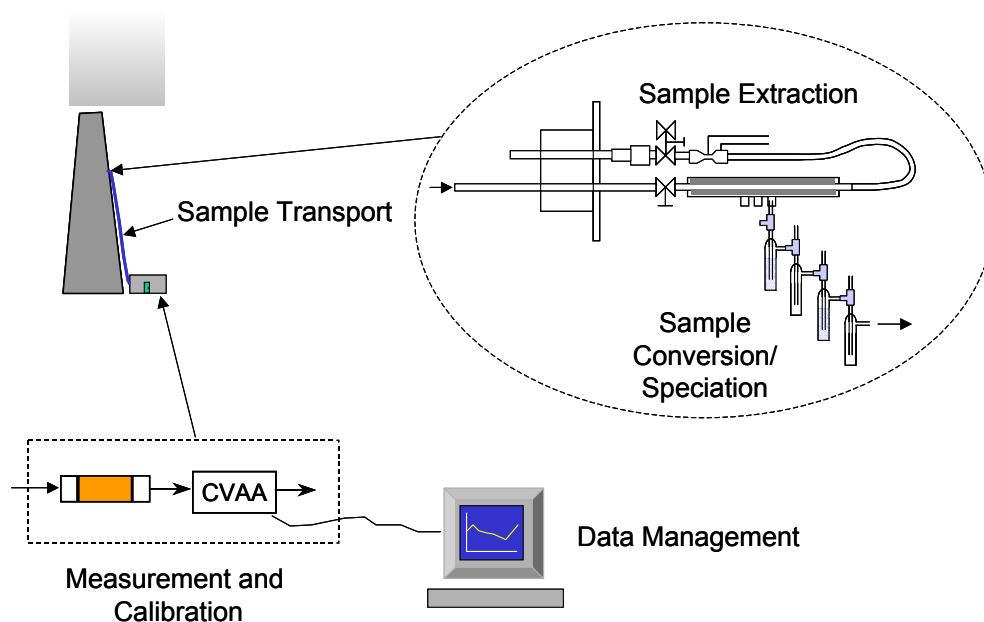 Sample Extraction
Sample Transport
Sample
Conversion/
Speciation
CVAA
Data Management
Measurement and
Calibration